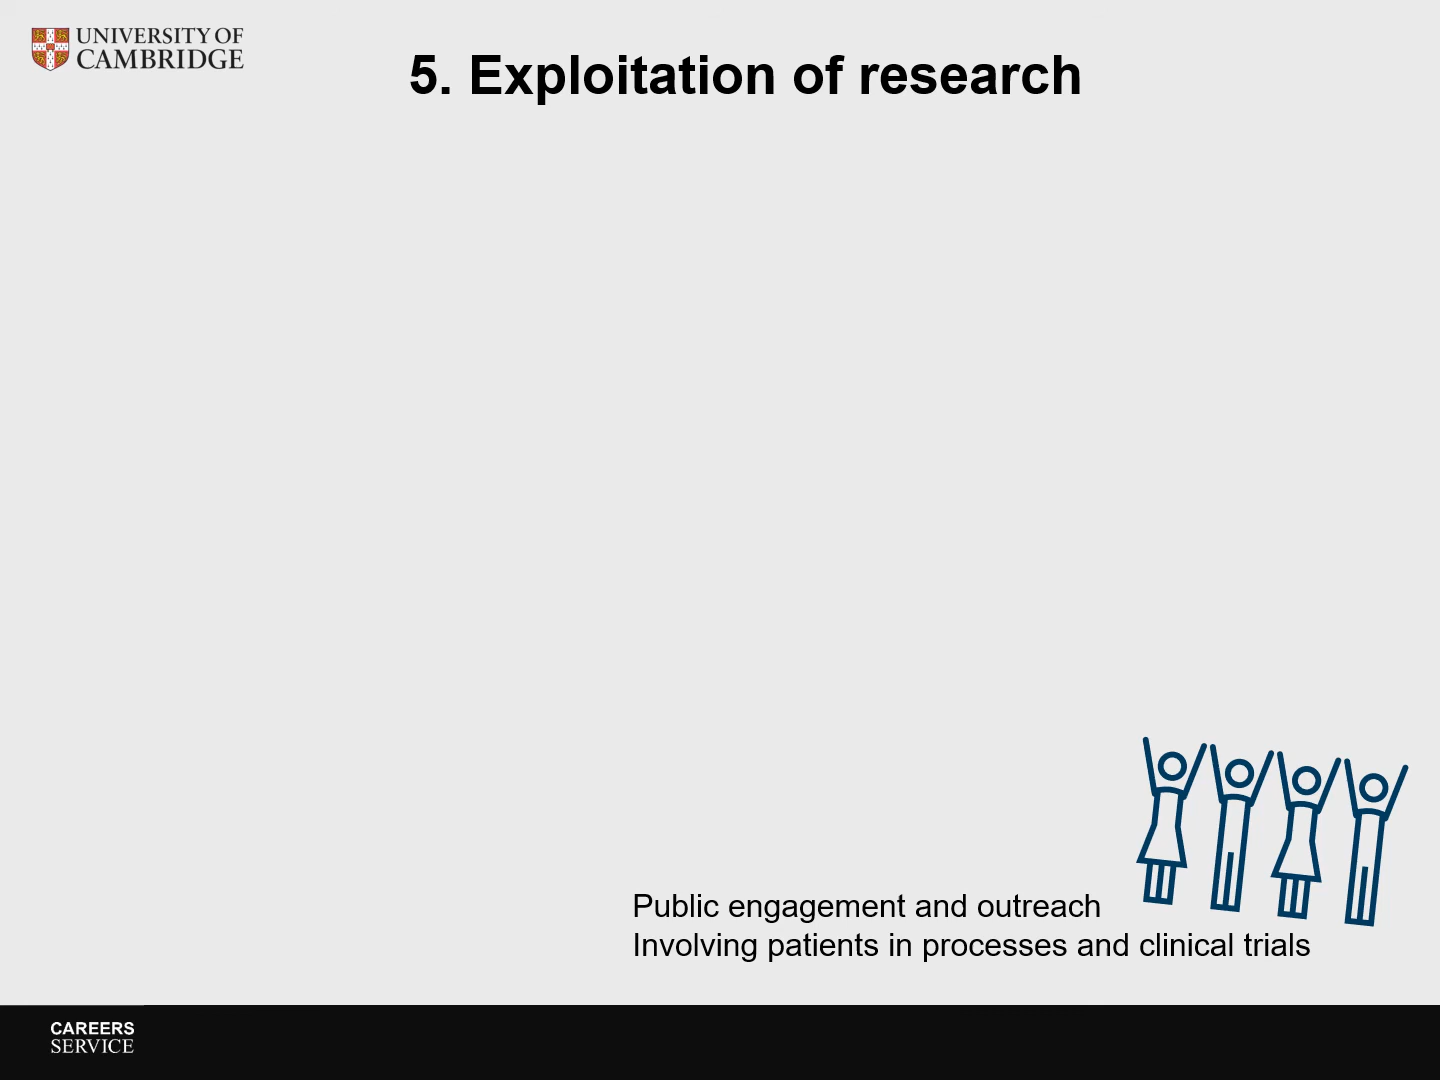 UNIVERSITY OF
CAMBRIDGE
5. Exploitation of research
Public engagement and outreach
Involving patients in processes and clinical trials
CAREERS
SERVICE